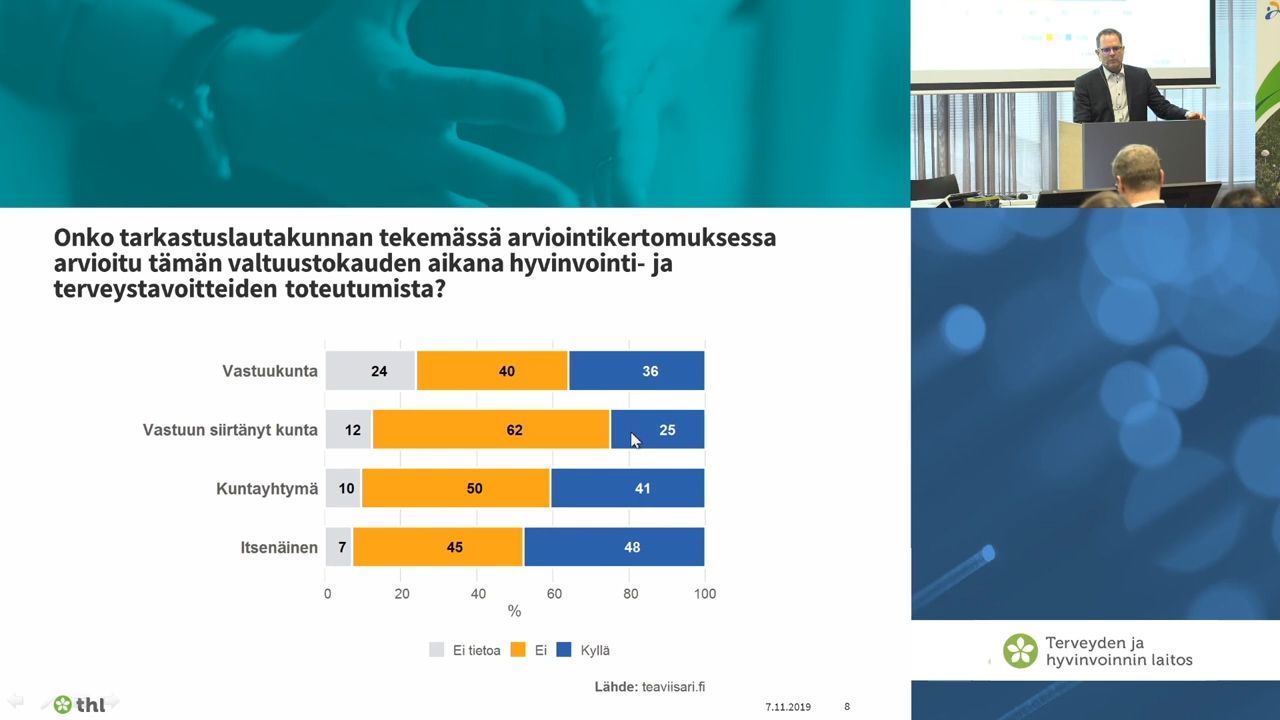 Onko tarkastuslautakunnan tekemässä arviointikertomuksessa
arvioitu tämän valtuustokauden aikana hyvinvointi- ja
terveystavoitteiden toteutumista?
Vastuukunta 24 40 36
Vastuun siirtänyt kunta 12 62 25
Kuntayhtymä 10 50 41
Itsenäinen 7 45 48
0 20 40 60 80 100
%
Ei tietoa Ei Kyllä
Lähde: teaviisari.fi
thl
7.11.2019 8
Terveyden ja
hyvinvoinnin laitos